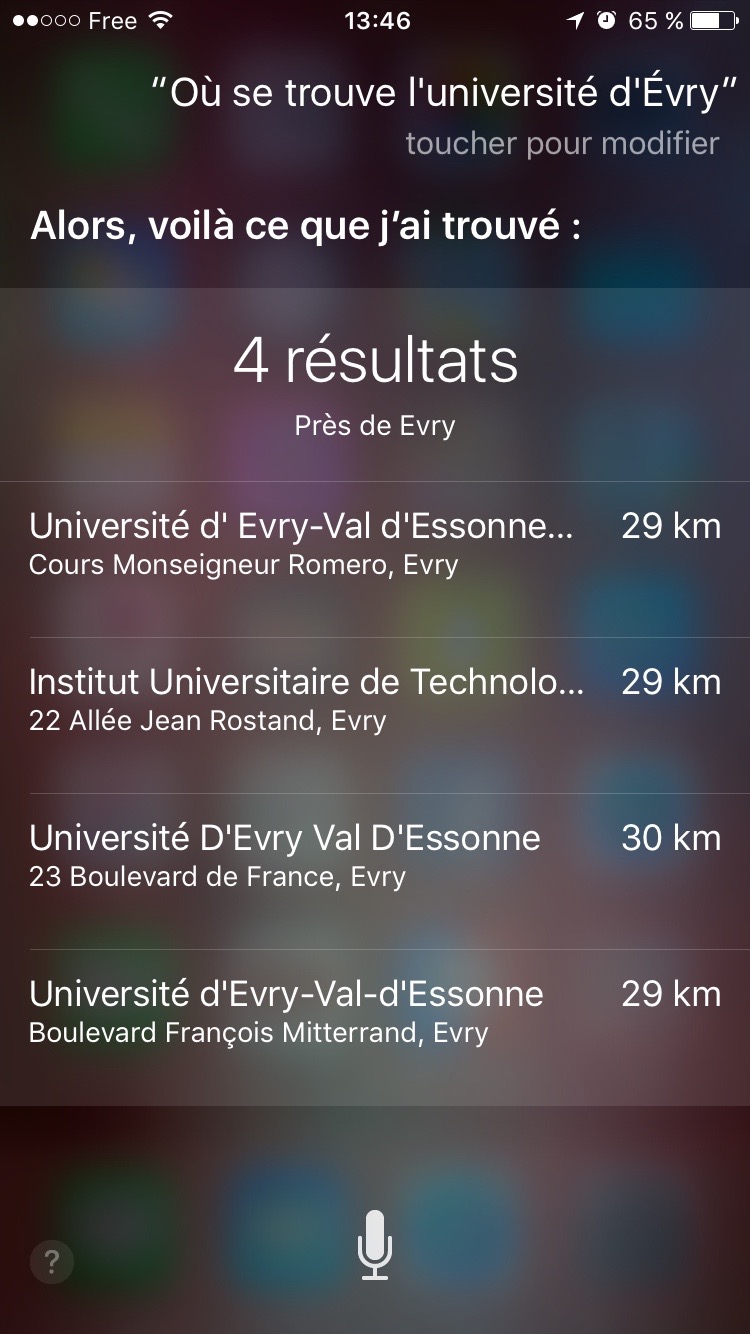 Free 13:46 65 %
“Où se trouve l'université d'Évry”
toucher pour modifier
Alors, voilà ce que j’ai trouvé :
4 résultats
Près de Evry
Université d' Evry-Val d'Essonne... 29 km
Cours Monseigneur Romero, Evry
Institut Universitaire de Technolo... 29 km
22 Allée Jean Rostand, Evry
Université D'Evry Val D'Essonne 30 km
23 Boulevard de France, Evry
Université d'Evry-Val-d'Essonne 29 km
Boulevard François Mitterrand, Evry
?